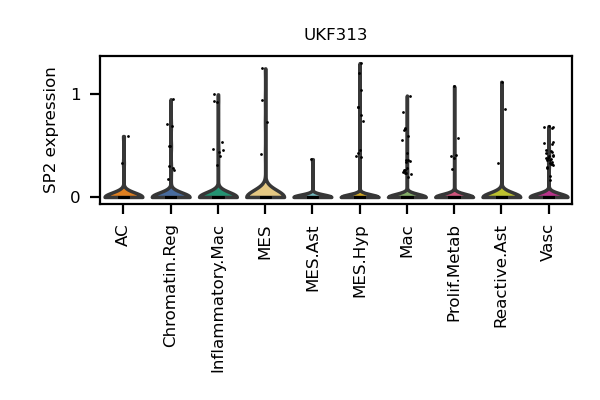 UKF313
SP2 expression
1
0
AC
Chromatin.Reg
Inflammatory.Mac
MES
MES.Ast
MES.Hyp
Mac
Prolif.Metab
Reactive.Ast
Vasc